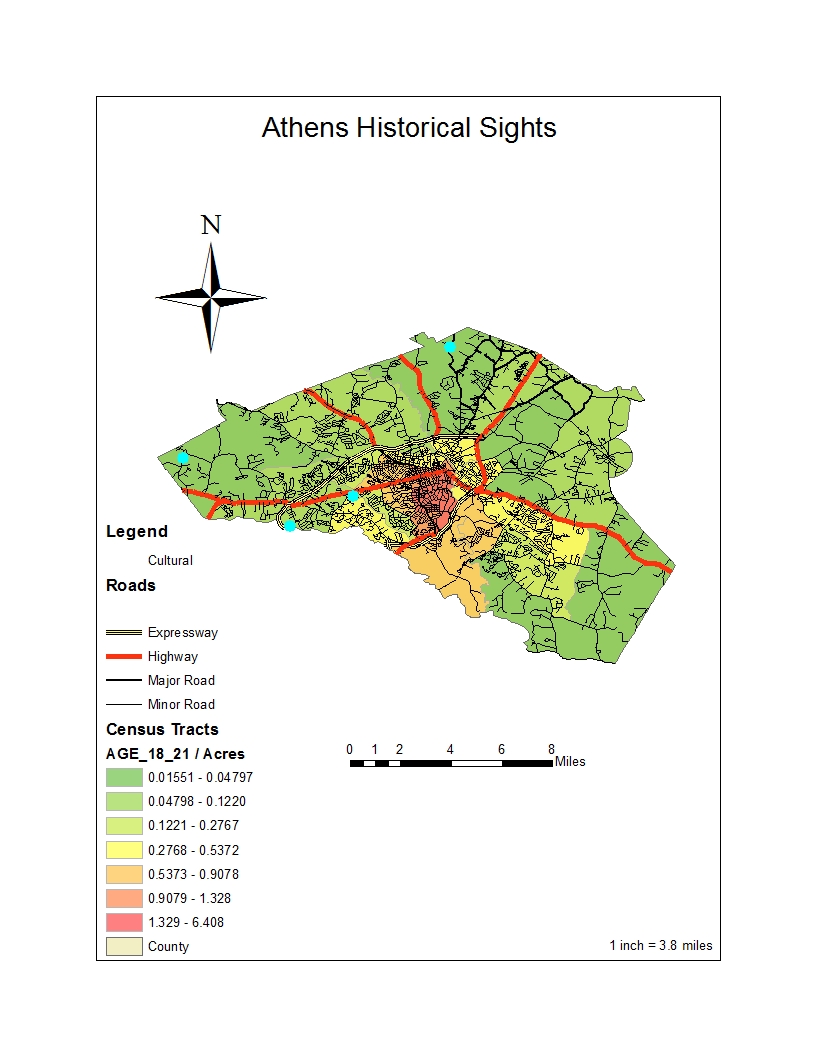 Athens Historical Sights
N
Legend
Cultural
Roads
Expressway
Highway
Major Road
Minor Road
Census Tracts
AGE_18_21 / Acres
0.01551 - 0.04797
0.04798 - 0.1220
0.1221 - 0.2767
0.2768 - 0.5372
0.5373 - 0.9078
0.9079 - 1.328
1.329 - 6.408
County
0 1 2 4 6 8
Miles
1 inch = 3.8 miles